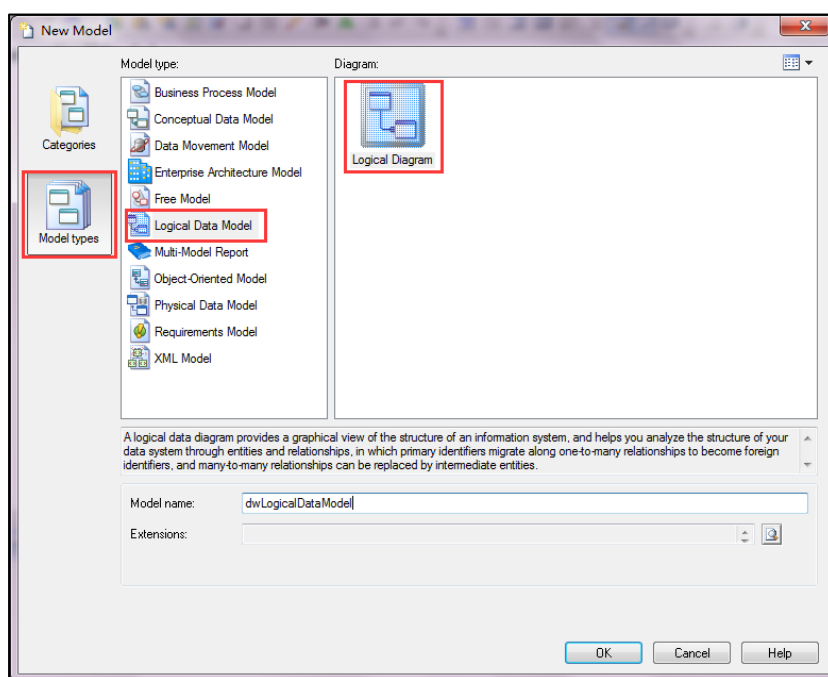 New Model
Model type:
Diagram:
Categories
Model types
Business Process Model
Conceptual Data Model
Data Movement Model
Enterprise Architecture Model
Free Model
Logical Data Model
Multi-Model Report
Object-Oriented Model
Physical Data Model
Requirements Model
XML Model
Logical Diagram
A logical data diagram provides a graphical view of the structure of an information system, and helps you analyze the structure of your
data system through entities and relationships, in which primary identifiers migrate along one-to-many relationships to become foreign
identifiers, and many-to-many relationships can be replaced by intermediate entities.
Model name:
dwLogicalDataModel
Extensions:
OK
Cancel
Help